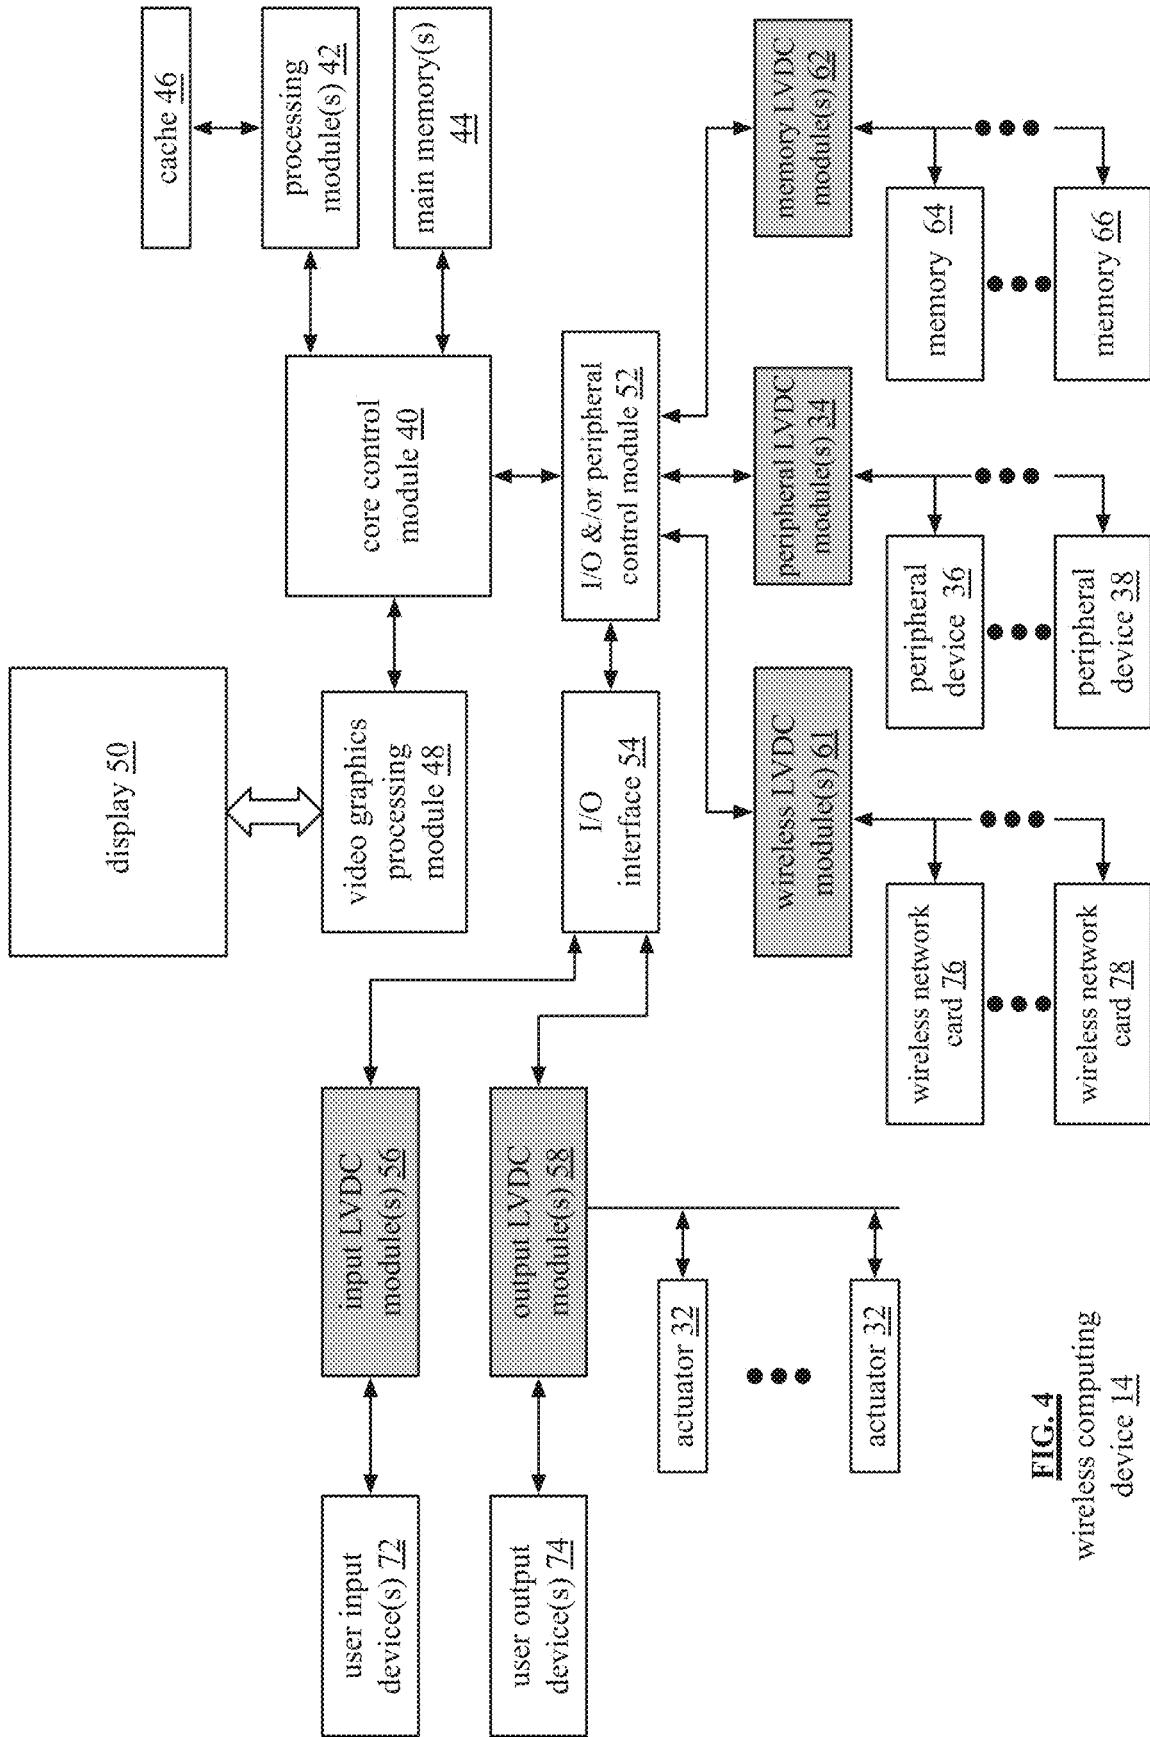 display 50
cache 46
video graphics
processing
module 48
core control
module 40
processing
module(s) 42
main memory(s)
44
user input
device(s) 72
input LVDC
module(s) 56
user output
device(s) 74
output LVDC
module(s) 58
I/O
interface 54
I/O &/or peripheral
control module 52
actuator 32
actuator 32
wireless LVDC
module(s) 61
peripheral LVDC
module(s) 34
memory LVDC
module(s) 62
wireless network
card 76
peripheral
device 36
memory 64
wireless network
card 78
peripheral
device 38
memory 66
FIG. 4
wireless computing
device 14